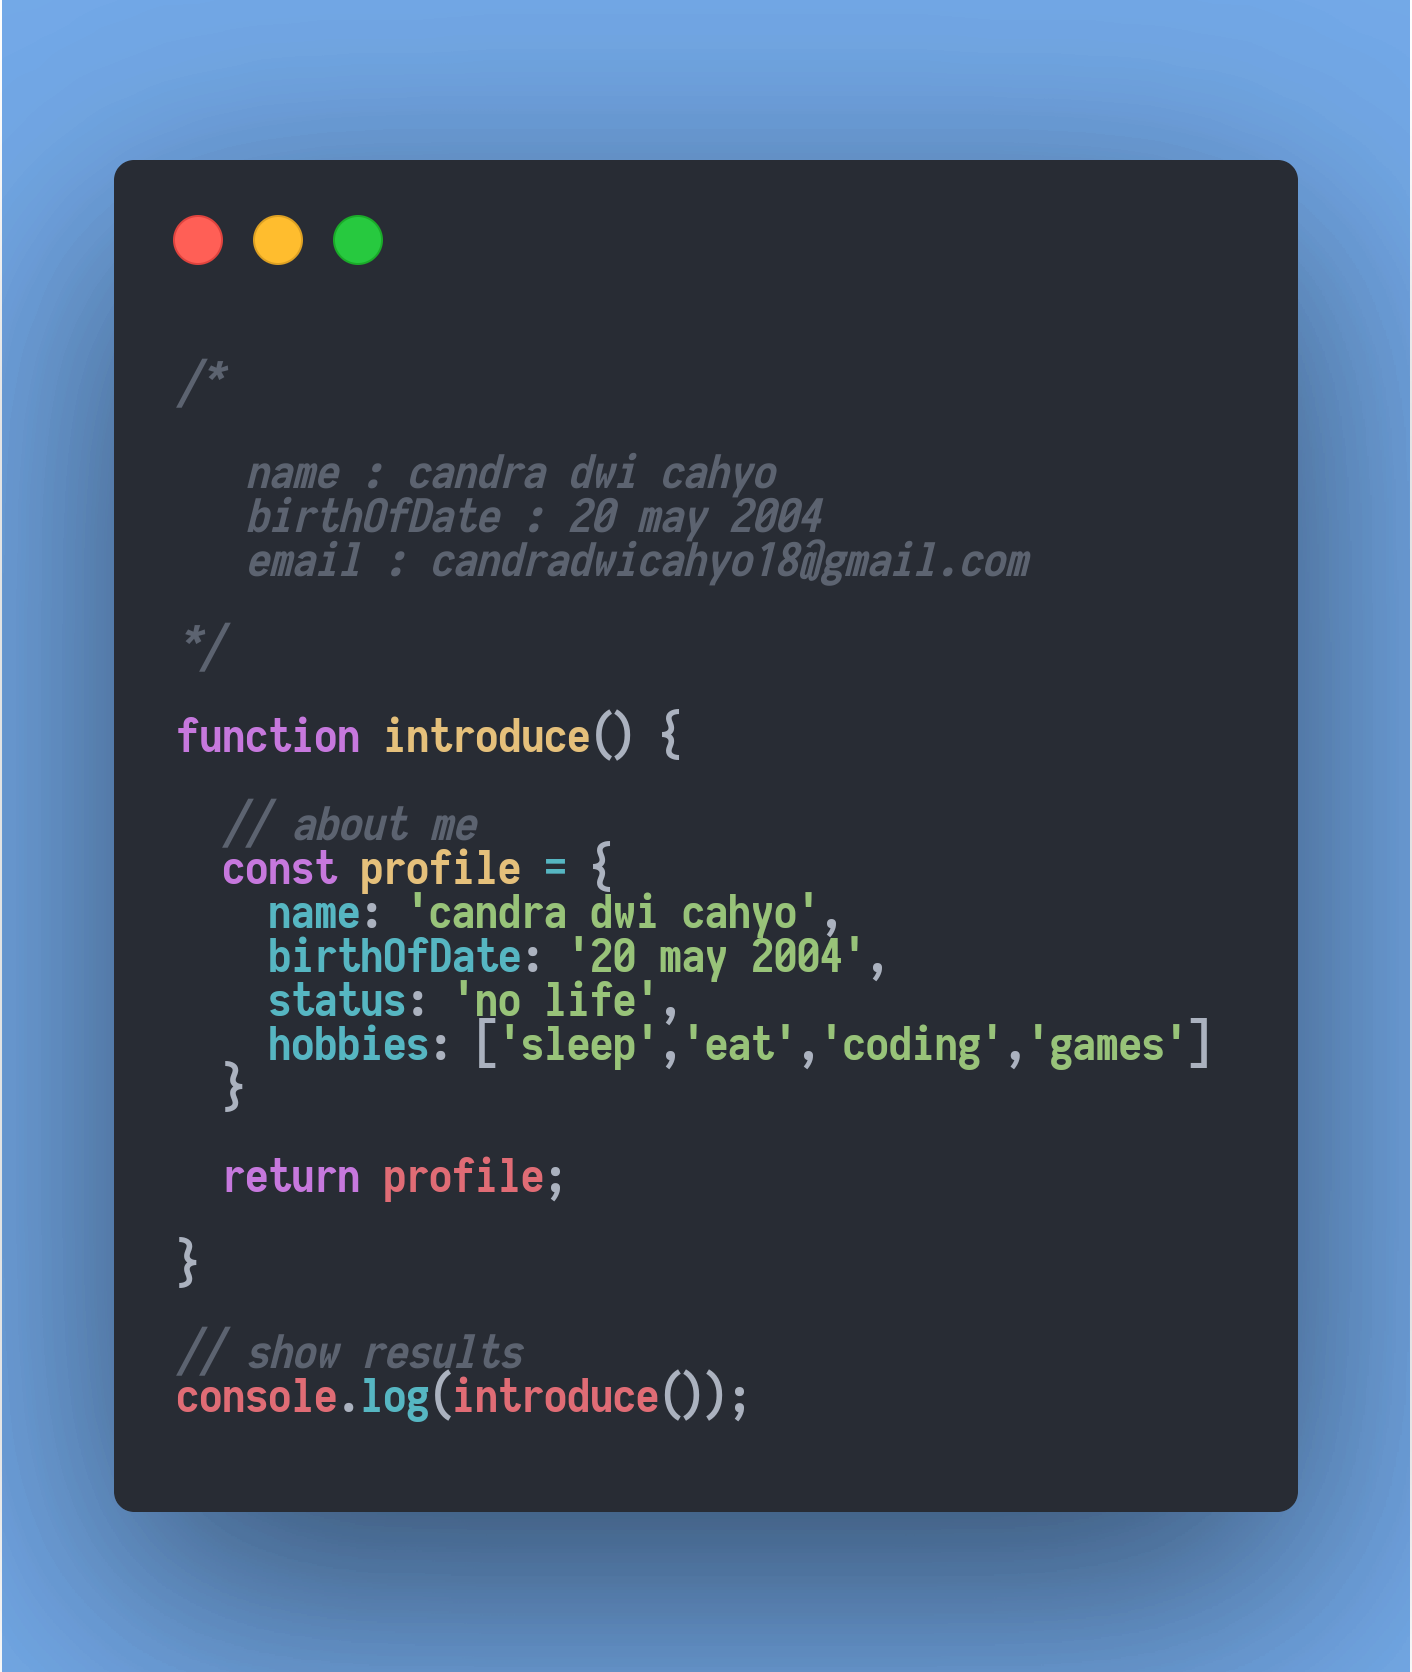 /*
name : candra dwi cahyo
birthOfDate : 20 may 2004
email : candradwicahyo18@gmail.com
*/
function introduce() {
// about me
const profile = {
name: 'candra dwi cahyo',
birthOfDate: '20 may 2004',
status: 'no life',
hobbies: ['sleep','eat','coding','games']
}
return profile;
}
// show results
console.log(introduce());